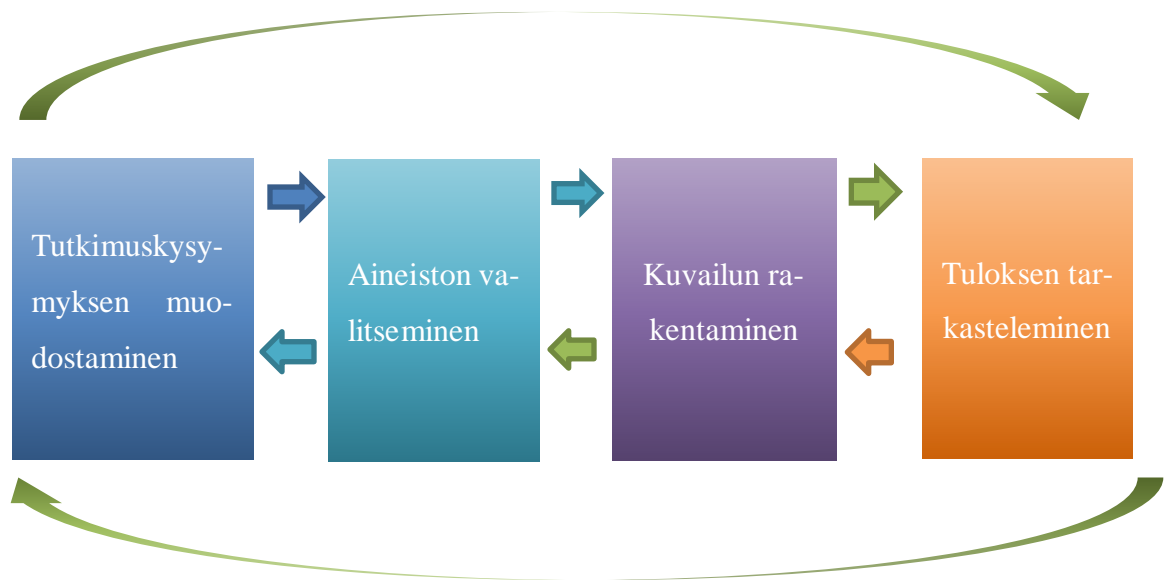 Tutkimuskysy-
myksen muo-
dostaminen
Aineiston va-
litseminen
Kuvailun ra-
kentaminen
Tuloksen tar-
kasteleminen